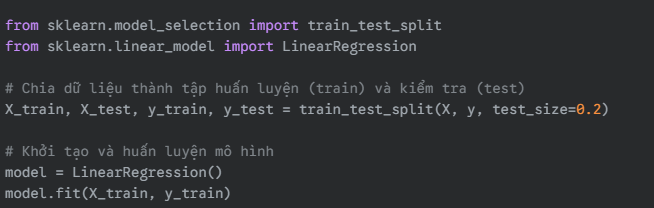 from sklearn.model_selection import train_test_split
from sklearn.linear_model import LinearRegression
# Chia dữ liệu thành tập huấn luyện (train) và kiểm tra (test)
X_train, X_test, y_train, y_test = train_test_split(X, y, test_size=0.2)
# Khởi tạo và huấn luyện mô hình
model = LinearRegression()
model.fit(X_train, y_train)